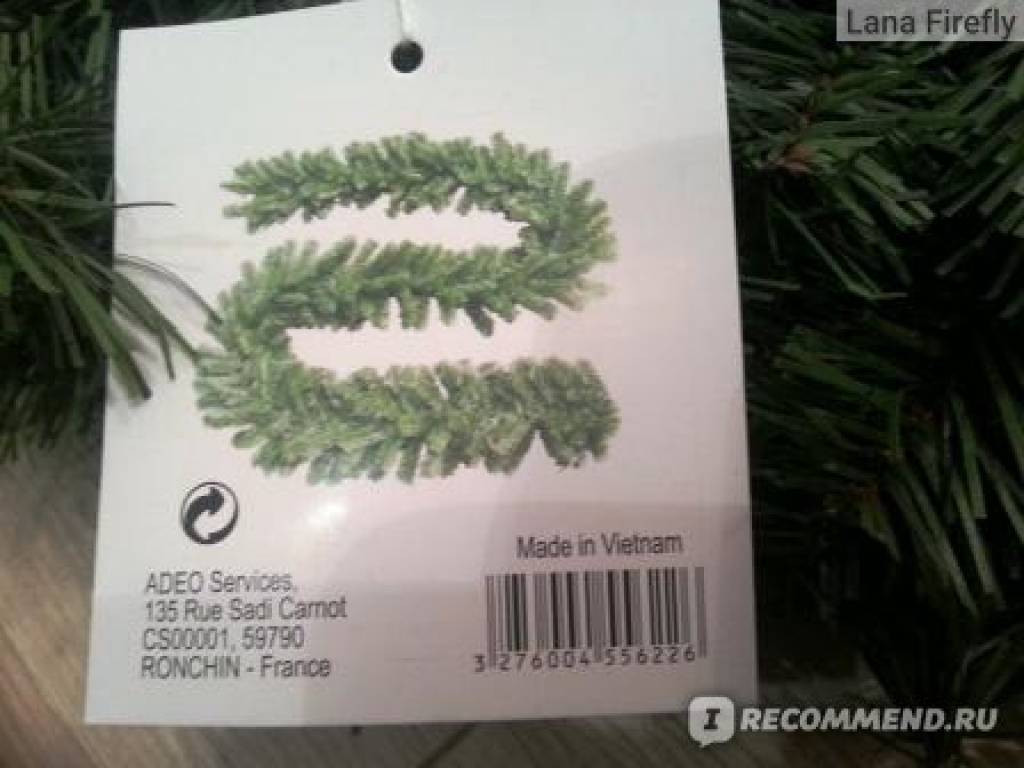 Lana Firefly
Made in Vietnam
ADEO Services,
135 Rue Sadi Carnot
CS00001, 59790
RONCHIN - France
3 276004 556226
IRECOMMEND.RU